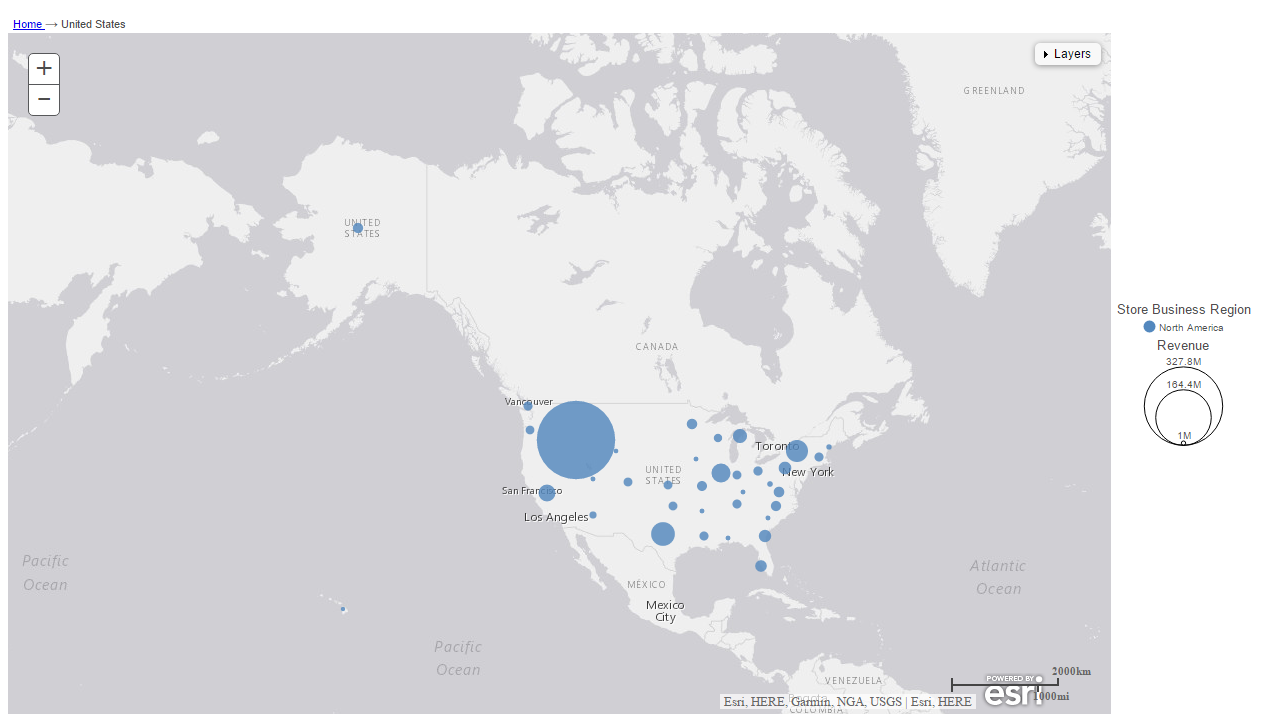 Home → United States
+
−
Layers
GREENLAND
UNITED
STATES
CANADA
Vancouver
Toronto
UNITED
STATES
New York
San Francisco
Los Angeles
Pacific
Ocean
Atlantic
Ocean
MÉXICO
Mexico
City
Pacific
Ocean
VENEZUELA
COLOMBIA
2000km
1000mi
POWERED BY
esri
Esri, HERE, Garmin, NGA, USGS | Esri, HERE
Store Business Region
North America
Revenue
327.8M
164.4M
1M